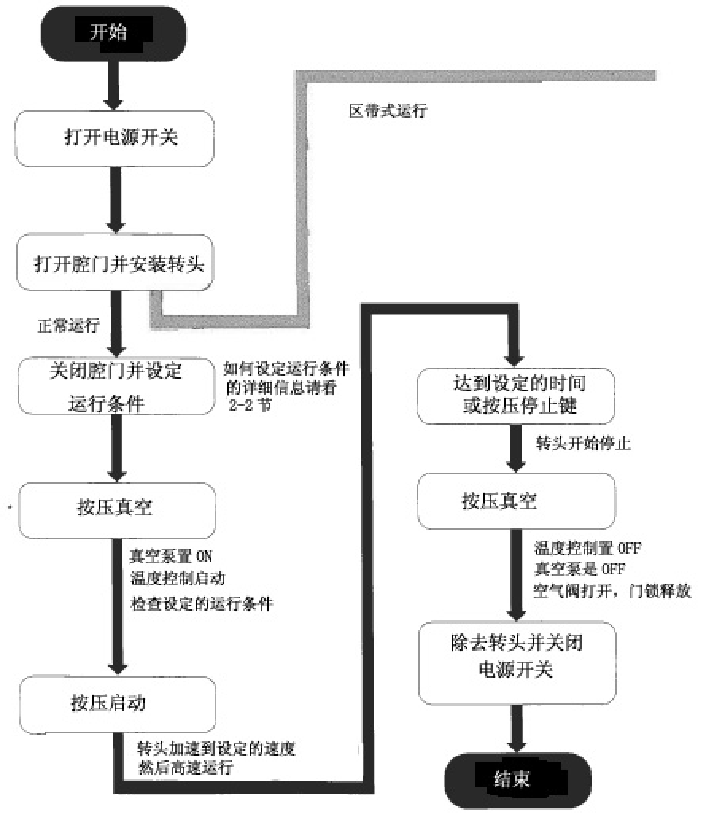 开始
打开电源开关
区带式运行
打开腔门并安装转头
正常运行
关闭腔门并设定
运行条件
如何设定运行条件
的详细信息请看
2-2 节
按压真空
真空泵置 ON
温度控制启动
检查设定的运行条件
按压启动
转头加速到设定的速度
然后高速运行
达到设定的时间
或按压停止键
转头开始停止
按压真空
温度控制置 OFF
真空泵是 OFF
空气阀打开，门锁释放
除去转头并关闭
电源开关
结束